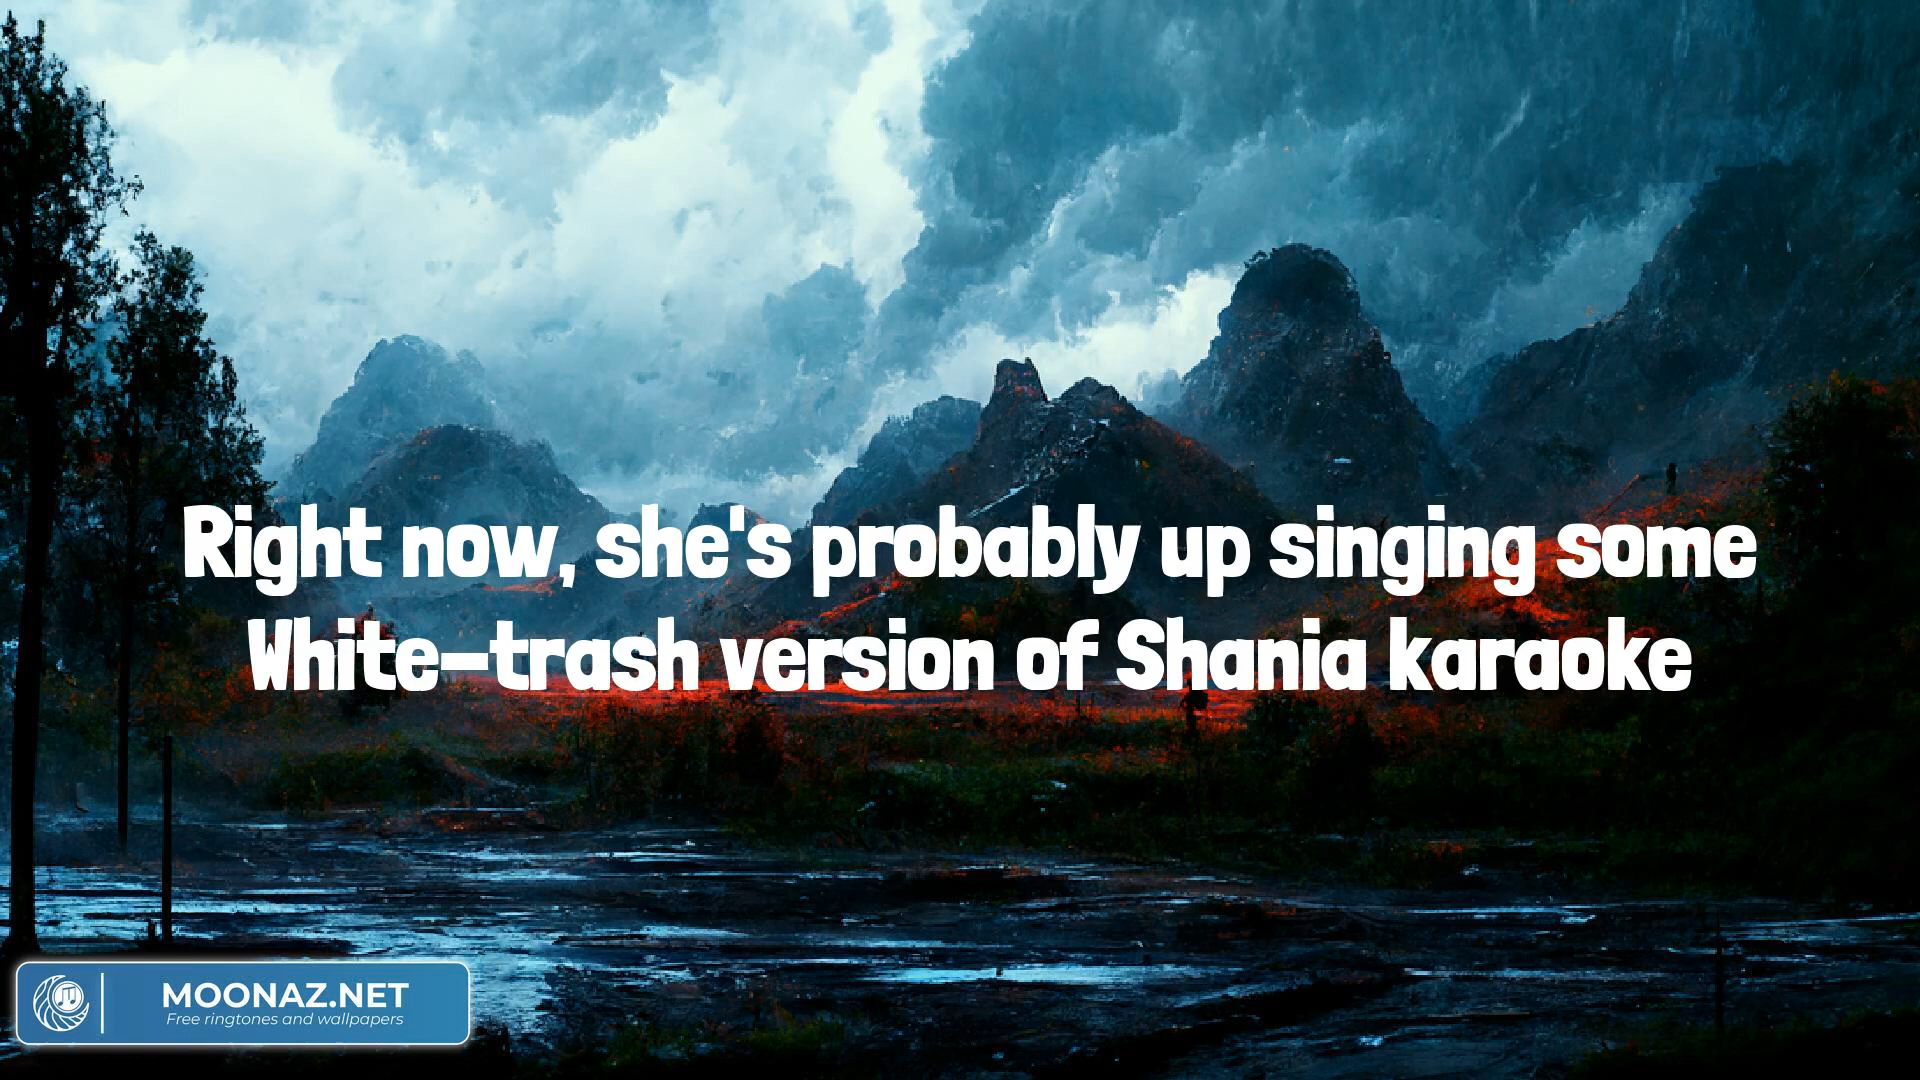 Right now, she's probably up singing some
White-trash version of Shania karaoke
MOONAZ.NET
Free ringtones and wallpapers